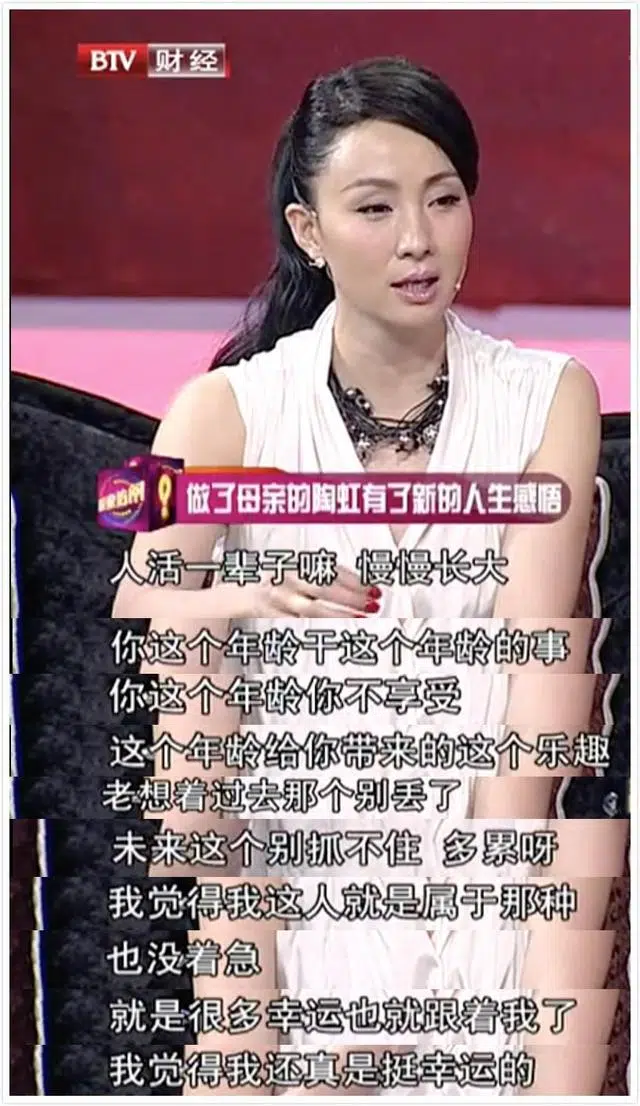 BTV 财经
做了母亲的陶虹有了新的人生感悟
人活一辈子嘛 慢慢长大
你这个年龄干这个年龄的事
你这个年龄你不享受
这个年龄给你带来的这个乐趣
老想着过去那个别丢了
未来这个别抓不住 多累呀
我觉得我这人就是属于那种
也没着急
就是很多幸运也就跟着我了
我觉得我还真是挺幸运的